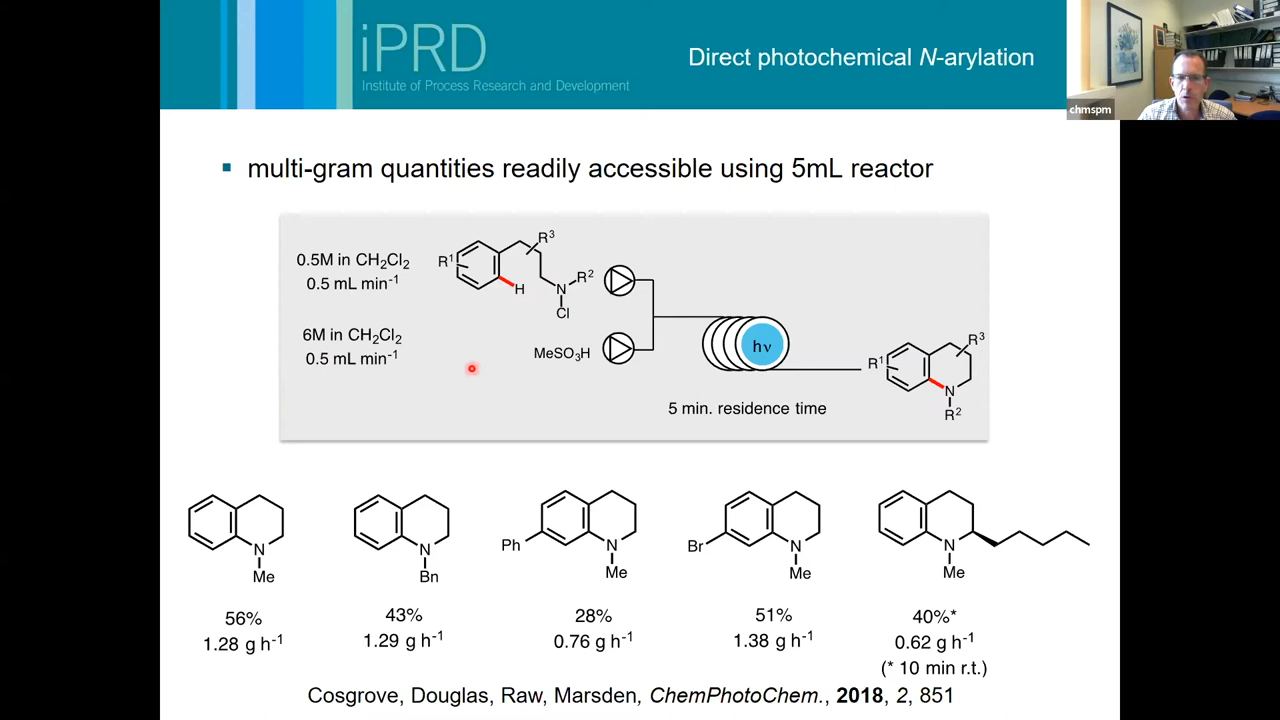 iPRD
Institute of Process Research and Development
Direct photochemical N-arylation
chmspm
▪ multi-gram quantities readily accessible using 5mL reactor
0.5M in CH₂Cl₂
0.5 mL min⁻¹
R¹
R³
H
N
R²
Cl
6M in CH₂Cl₂
0.5 mL min⁻¹
MeSO₃H
hν
5 min. residence time
R¹
R³
N
R²
N
Me
56%
1.28 g h⁻¹
N
Bn
43%
1.29 g h⁻¹
Ph
N
Me
28%
0.76 g h⁻¹
Br
N
Me
51%
1.38 g h⁻¹
N
Me
40%*
0.62 g h⁻¹
(* 10 min r.t.)
Cosgrove, Douglas, Raw, Marsden, ChemPhotoChem., 2018, 2, 851